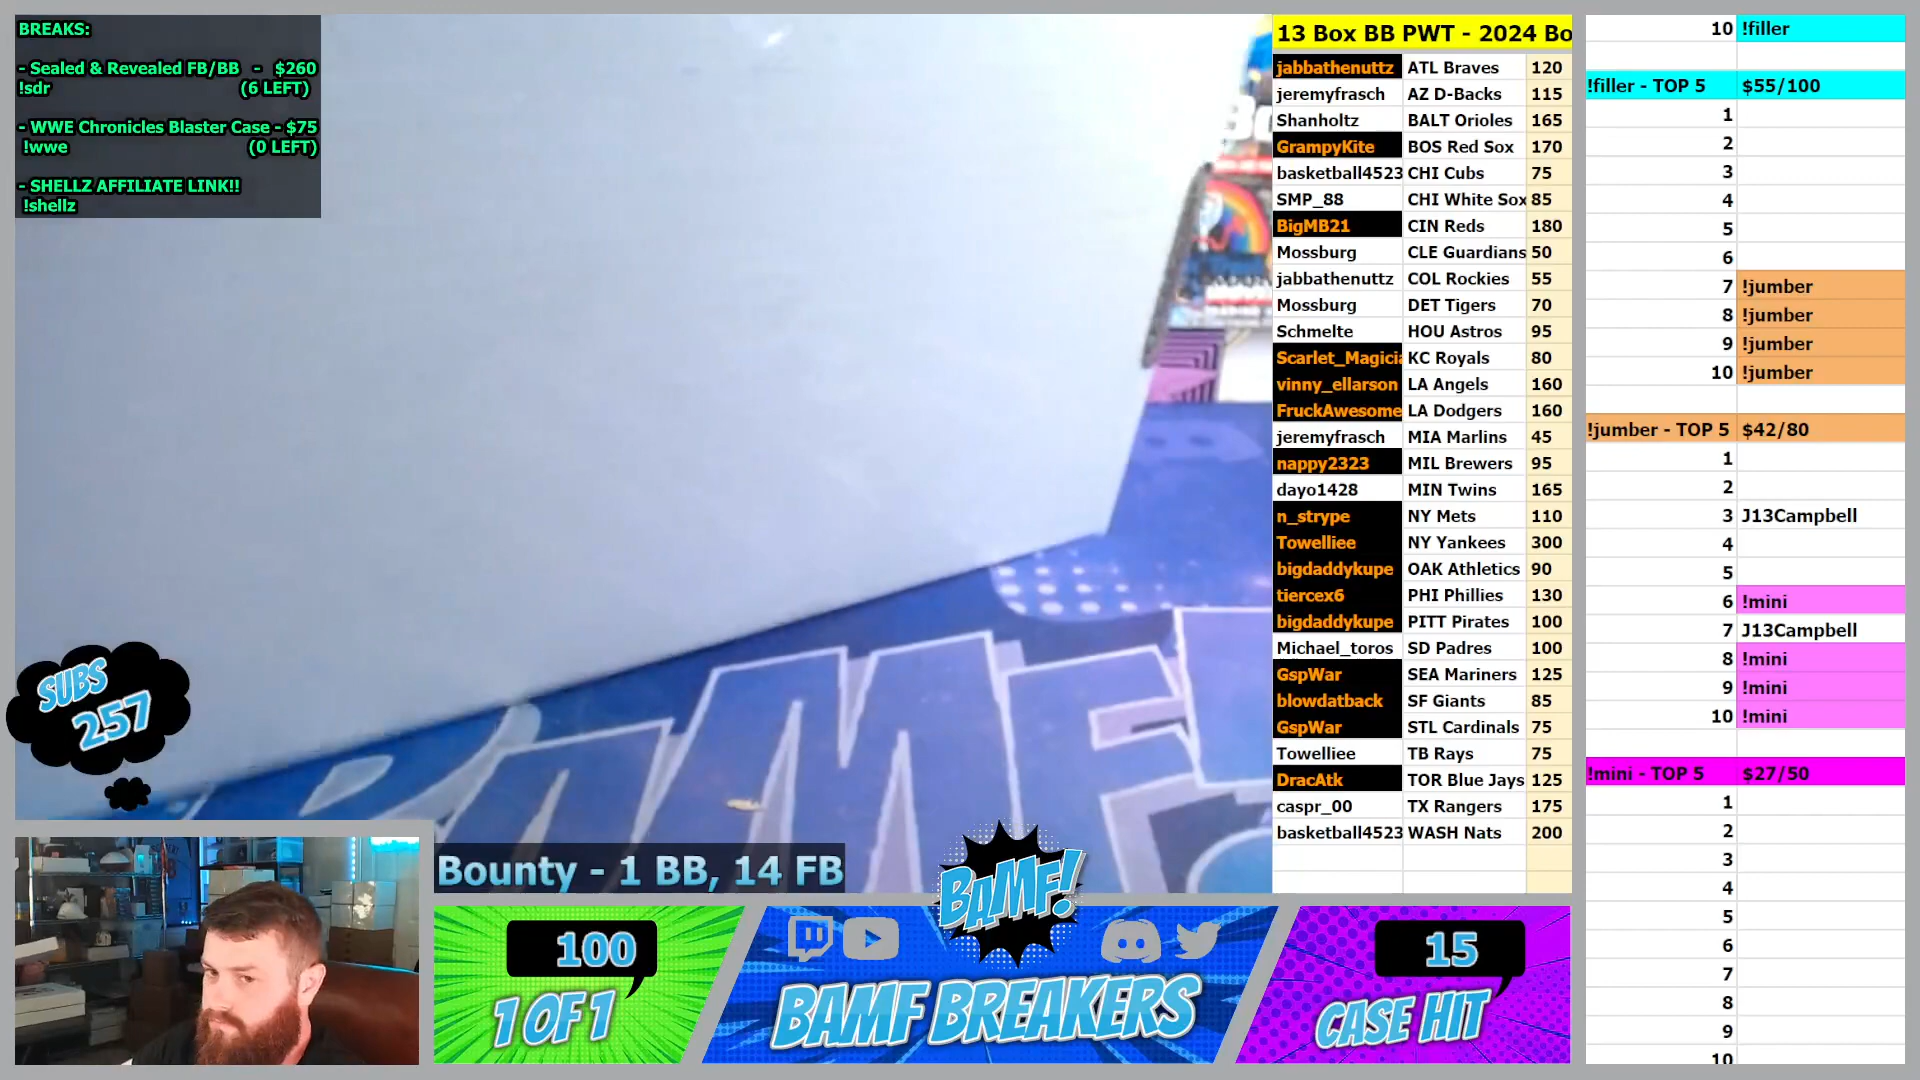 BREAKS:
- Sealed & Revealed FB/BB - $260
!sdr (6 LEFT)
- WWE Chronicles Blaster Case - $75
!wwe (0 LEFT)
- SHELLZ AFFILIATE LINK!!
!shellz
SUBS
257
BAMF
Bounty - 1 BB, 14 FB
100
1 OF 1
BAMF!
BAMF BREAKERS
15
CASE HIT
13 Box BB PWT - 2024 Bo
jabbathenuttz ATL Braves 120
jeremyfrasch AZ D-Backs 115
Shanholtz BALT Orioles 165
GrampyKite BOS Red Sox 170
basketball4523 CHI Cubs 75
SMP_88 CHI White Sox 85
BigMB21 CIN Reds 180
Mossburg CLE Guardians 50
jabbathenuttz COL Rockies 55
Mossburg DET Tigers 70
Schmelte HOU Astros 95
Scarlet_Magicia KC Royals 80
vinny_ellarson LA Angels 160
FruckAwesome LA Dodgers 160
jeremyfrasch MIA Marlins 45
nappy2323 MIL Brewers 95
dayo1428 MIN Twins 165
n_strype NY Mets 110
Towelliee NY Yankees 300
bigdaddykupe OAK Athletics 90
tiercex6 PHI Phillies 130
bigdaddykupe PITT Pirates 100
Michael_toros SD Padres 100
GspWar SEA Mariners 125
blowdatback SF Giants 85
GspWar STL Cardinals 75
Towelliee TB Rays 75
DracAtk TOR Blue Jays 125
caspr_00 TX Rangers 175
basketball4523 WASH Nats 200
10 !filler
!filler - TOP 5 $55/100
1
2
3
4
5
6
7 !jumber
8 !jumber
9 !jumber
10 !jumber
!jumber - TOP 5 $42/80
1
2
3 J13Campbell
4
5
6 !mini
7 J13Campbell
8 !mini
9 !mini
10 !mini
!mini - TOP 5 $27/50
1
2
3
4
5
6
7
8
9
10